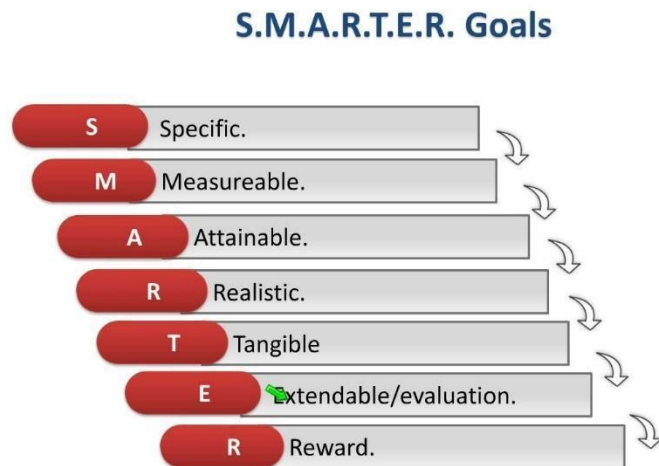 S.M.A.R.T.E.R. Goals
S Specific.
M Measureable.
A Attainable.
R Realistic.
T Tangible
E Extendable/evaluation.
R Reward.